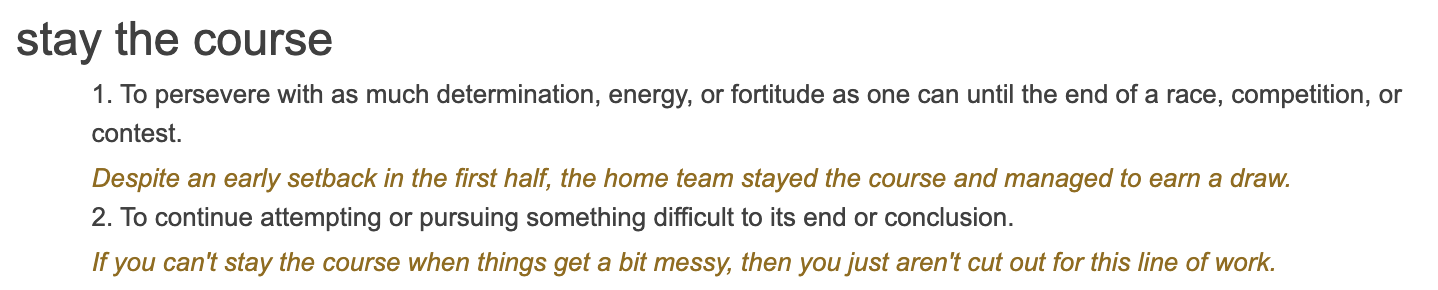 stay the course
1. To persevere with as much determination, energy, or fortitude as one can until the end of a race, competition, or
contest.
Despite an early setback in the first half, the home team stayed the course and managed to earn a draw.
2. To continue attempting or pursuing something difficult to its end or conclusion.
If you can't stay the course when things get a bit messy, then you just aren't cut out for this line of work.